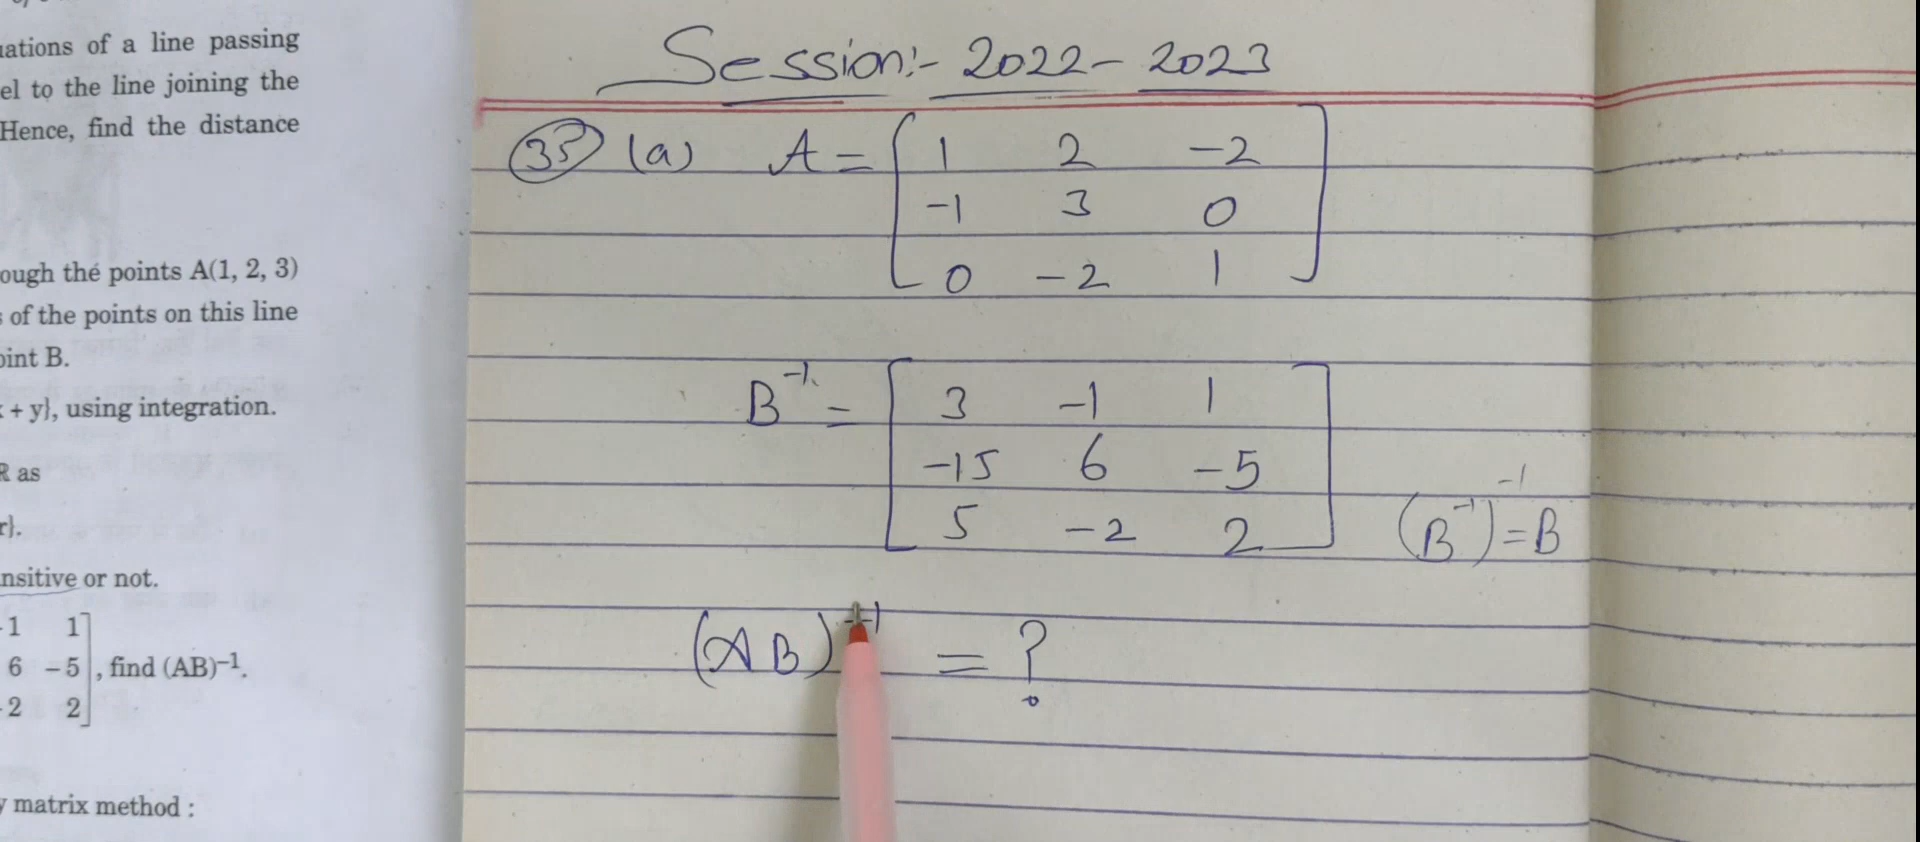 ations of a line passing
el to the line joining the
Hence, find the distance
ough the points A(1, 2, 3)
of the points on this line
oint B.
+ y}, using integration.
R as
r}.
nsitive or not.
-1 1
6 -5 , find (AB)⁻¹.
-2 2
matrix method :
Session:- 2022-2023
35 (a) A = [ 1 2 -2
-1 3 0
0 -2 1 ]
B⁻¹ = [ 3 -1 1
-15 6 -5
5 -2 2 ]
(B⁻¹)⁻¹ = B
(AB)⁻¹ = ?